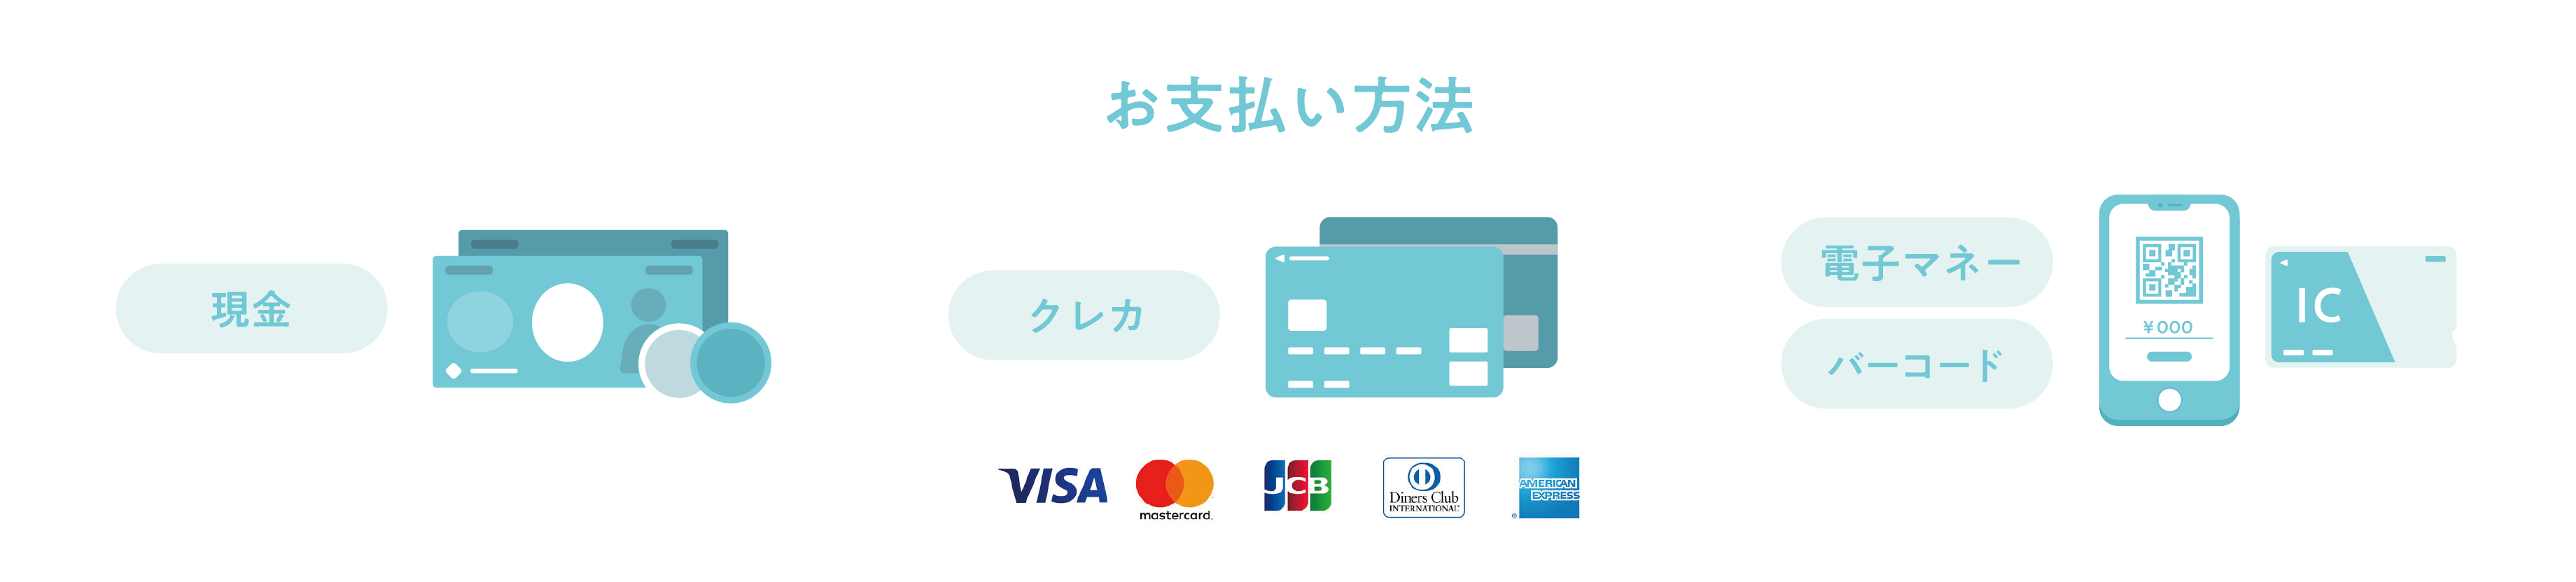 お支払い方法
現金
クレカ
電子マネー
バーコード
¥000
IC
VISA
mastercard.
JCB
Diners Club
INTERNATIONAL®
AMERICAN
EXPRESS
®